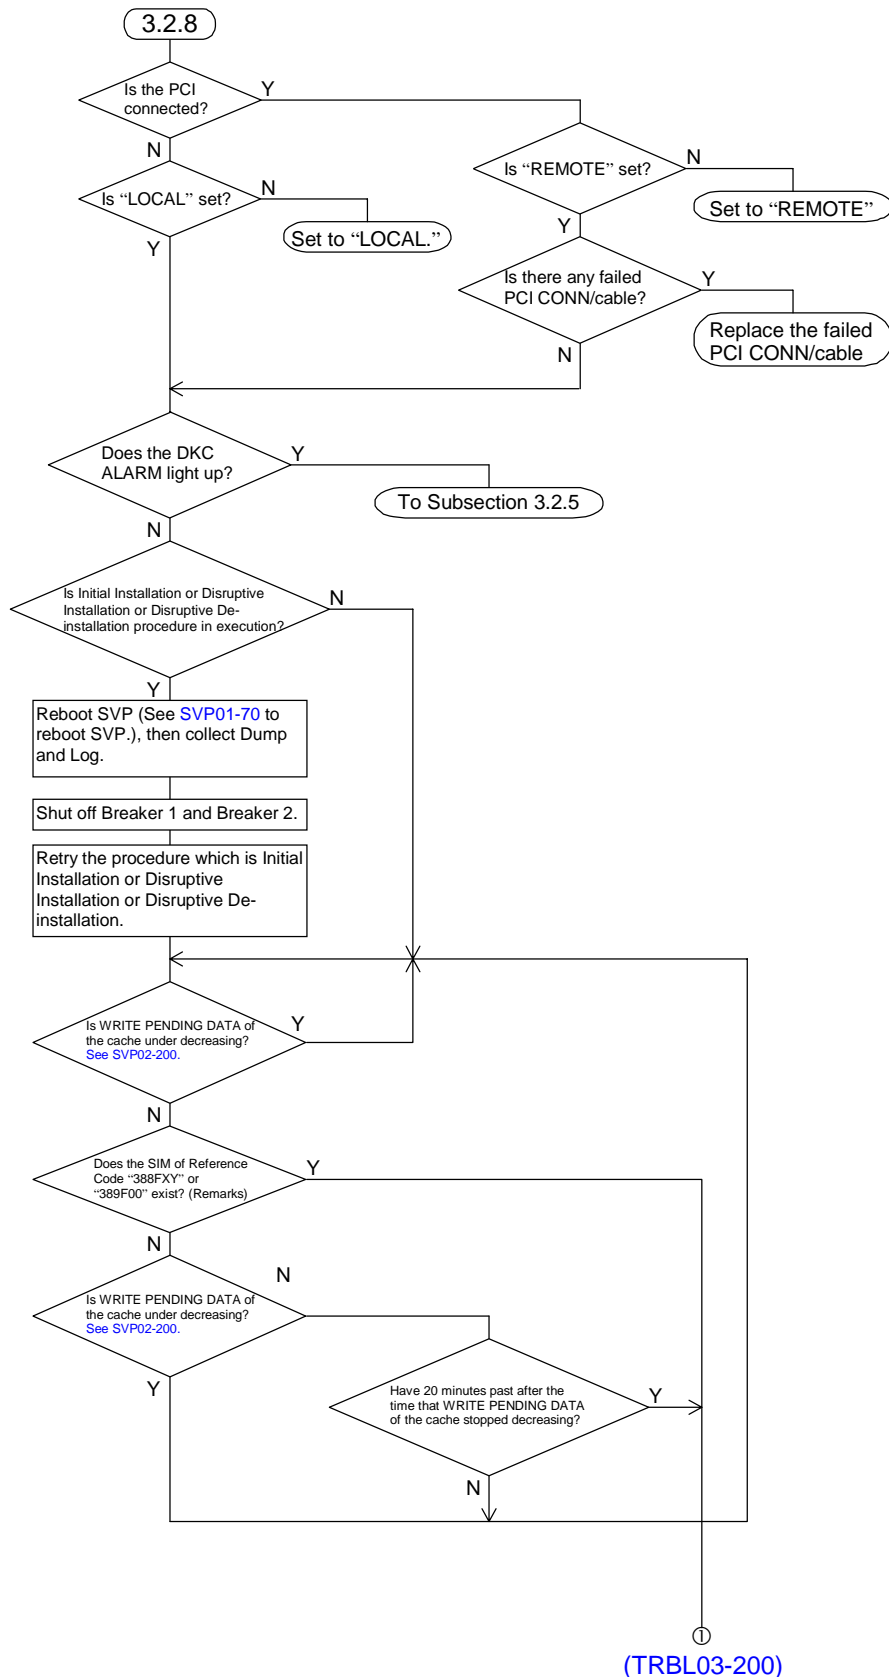 3.2.8
Is the PCI
connected?
Y
N
Is “REMOTE” set?
N
Set to “REMOTE”
Y
Is “LOCAL” set?
N
Set to “LOCAL.”
Y
Is there any failed
PCI CONN/cable?
Y
Replace the failed
PCI CONN/cable
N
Does the DKC
ALARM light up?
Y
To Subsection 3.2.5
N
Is Initial Installation or Disruptive
Installation or Disruptive De-
installation procedure in execution?
N
Y
Reboot SVP (See SVP01-70 to
reboot SVP.), then collect Dump
and Log.
Shut off Breaker 1 and Breaker 2.
Retry the procedure which is Initial
Installation or Disruptive
Installation or Disruptive De-
installation.
Is WRITE PENDING DATA of
the cache under decreasing?
See SVP02-200.
Y
N
Does the SIM of Reference
Code “388FXY” or
“389F00” exist? (Remarks)
Y
N
Is WRITE PENDING DATA of
the cache under decreasing?
See SVP02-200.
N
Y
Have 20 minutes past after the
time that WRITE PENDING DATA
of the cache stopped decreasing?
Y
N
①
(TRBL03-200)